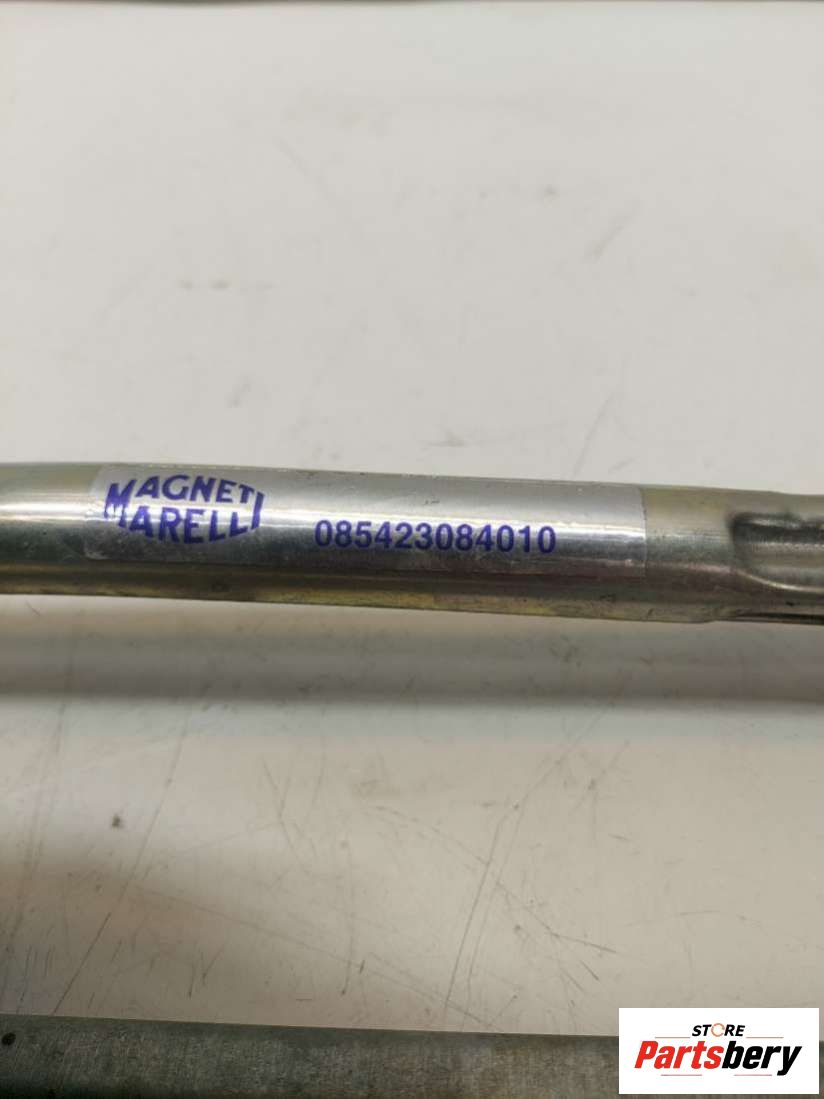 MAGNETI
MARELLI
085423084010
STORE
Partsbery